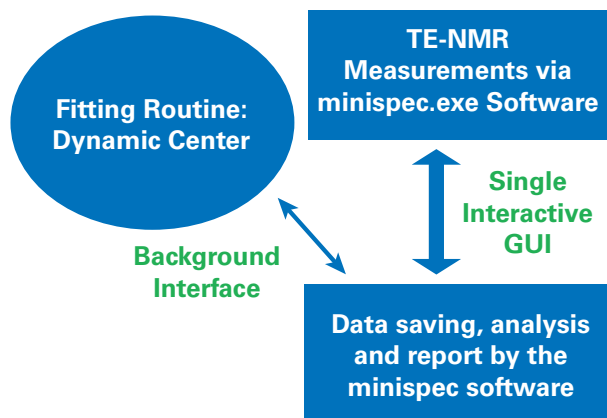 Fitting Routine:
Dynamic Center
TE-NMR
Measurements via
minispec.exe Software
Single
Interactive
GUI
Background
Interface
Data saving, analysis
and report by the
minispec software